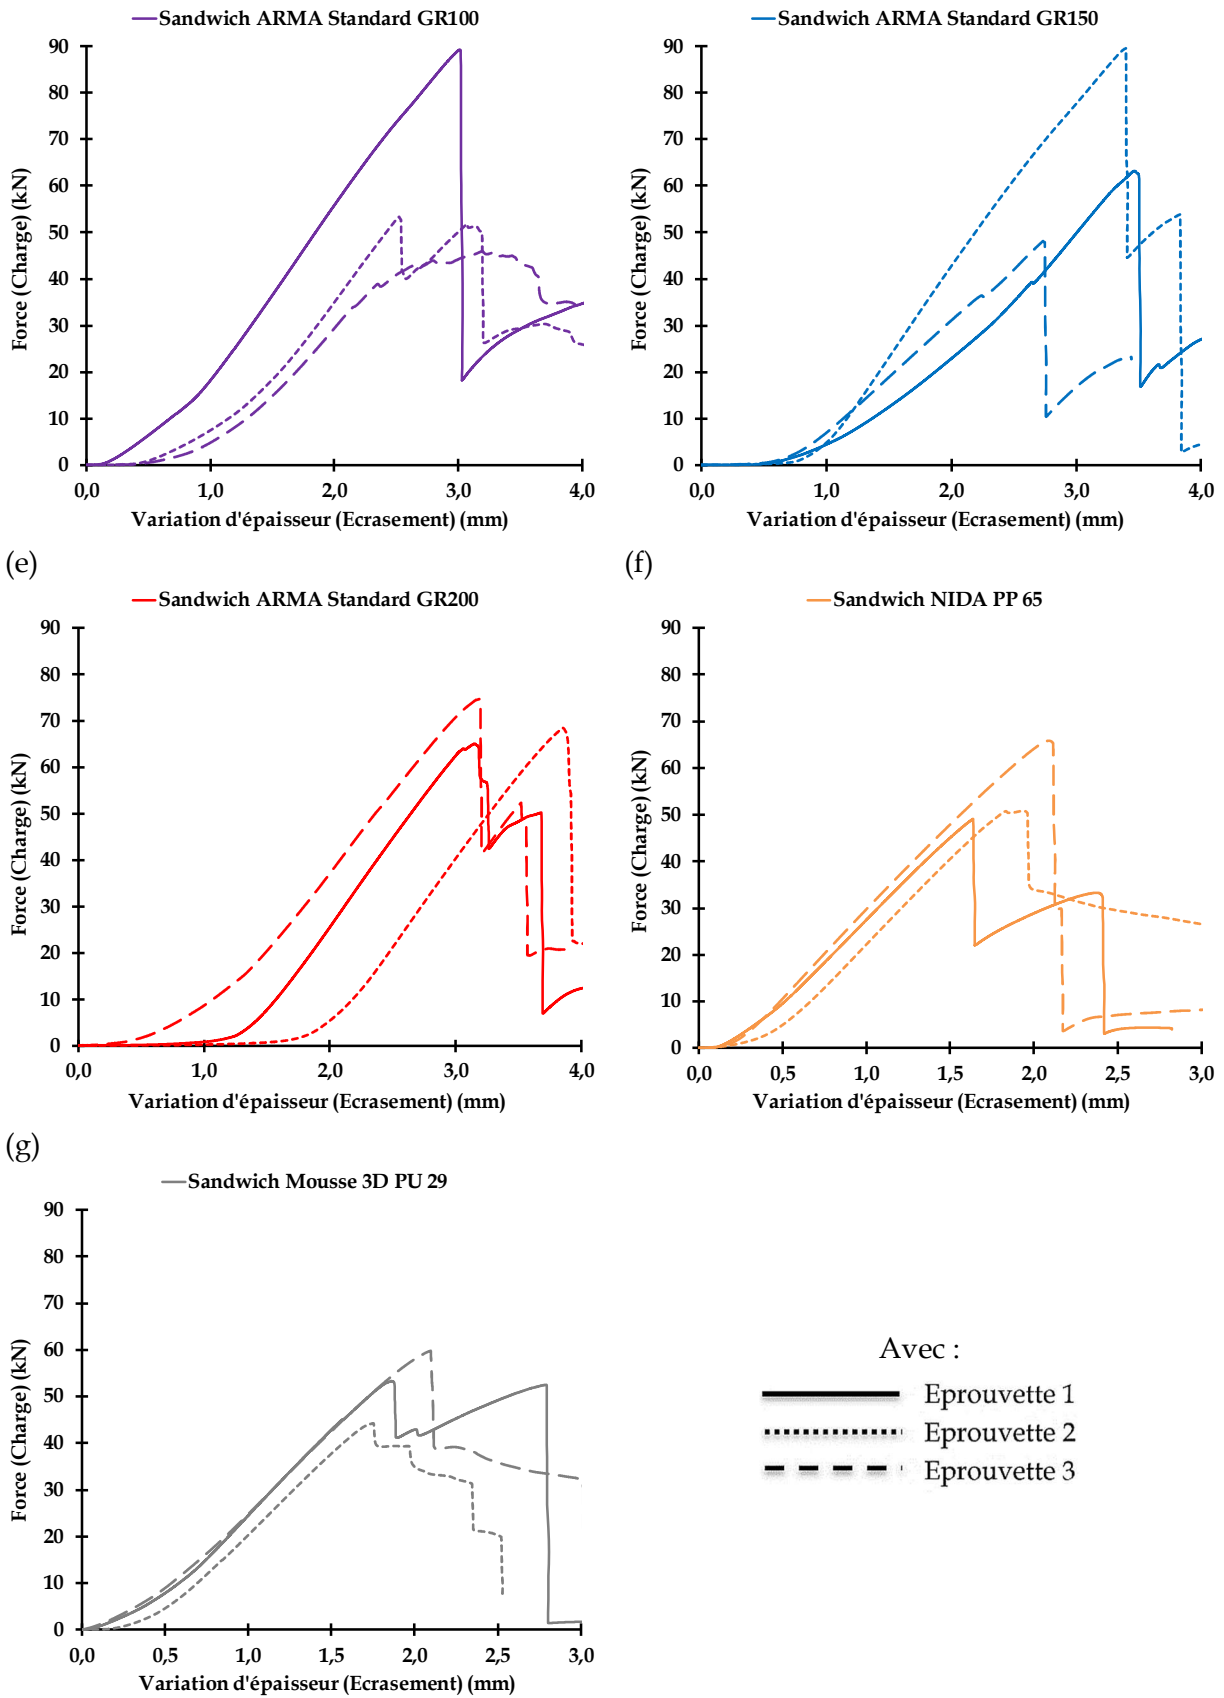 Sandwich ARMA Standard GR100
90
80
70
60
50
40
30
20
10
0
0,0 1,0 2,0 3,0 4,0
Force (Charge) (kN)
Variation d'épaisseur (Ecrasement) (mm)
Sandwich ARMA Standard GR150
90
80
70
60
50
40
30
20
10
0
0,0 1,0 2,0 3,0 4,0
Force (Charge) (kN)
Variation d'épaisseur (Ecrasement) (mm)
(e)
(f)
Sandwich ARMA Standard GR200
90
80
70
60
50
40
30
20
10
0
0,0 1,0 2,0 3,0 4,0
Force (Charge) (kN)
Variation d'épaisseur (Ecrasement) (mm)
Sandwich NIDA PP 65
90
80
70
60
50
40
30
20
10
0
0,0 0,5 1,0 1,5 2,0 2,5 3,0
Force (Charge) (kN)
Variation d'épaisseur (Ecrasement) (mm)
(g)
Sandwich Mousse 3D PU 29
90
80
70
60
50
40
30
20
10
0
0,0 0,5 1,0 1,5 2,0 2,5 3,0
Force (Charge) (kN)
Variation d'épaisseur (Ecrasement) (mm)
Avec :
Eprouvette 1
Eprouvette 2
Eprouvette 3